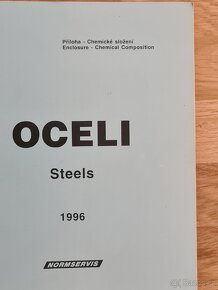 Příloha - Chemické složení
Enclosure - Chemical Composition
OCELI
Steels
1996
NORMSERVIS